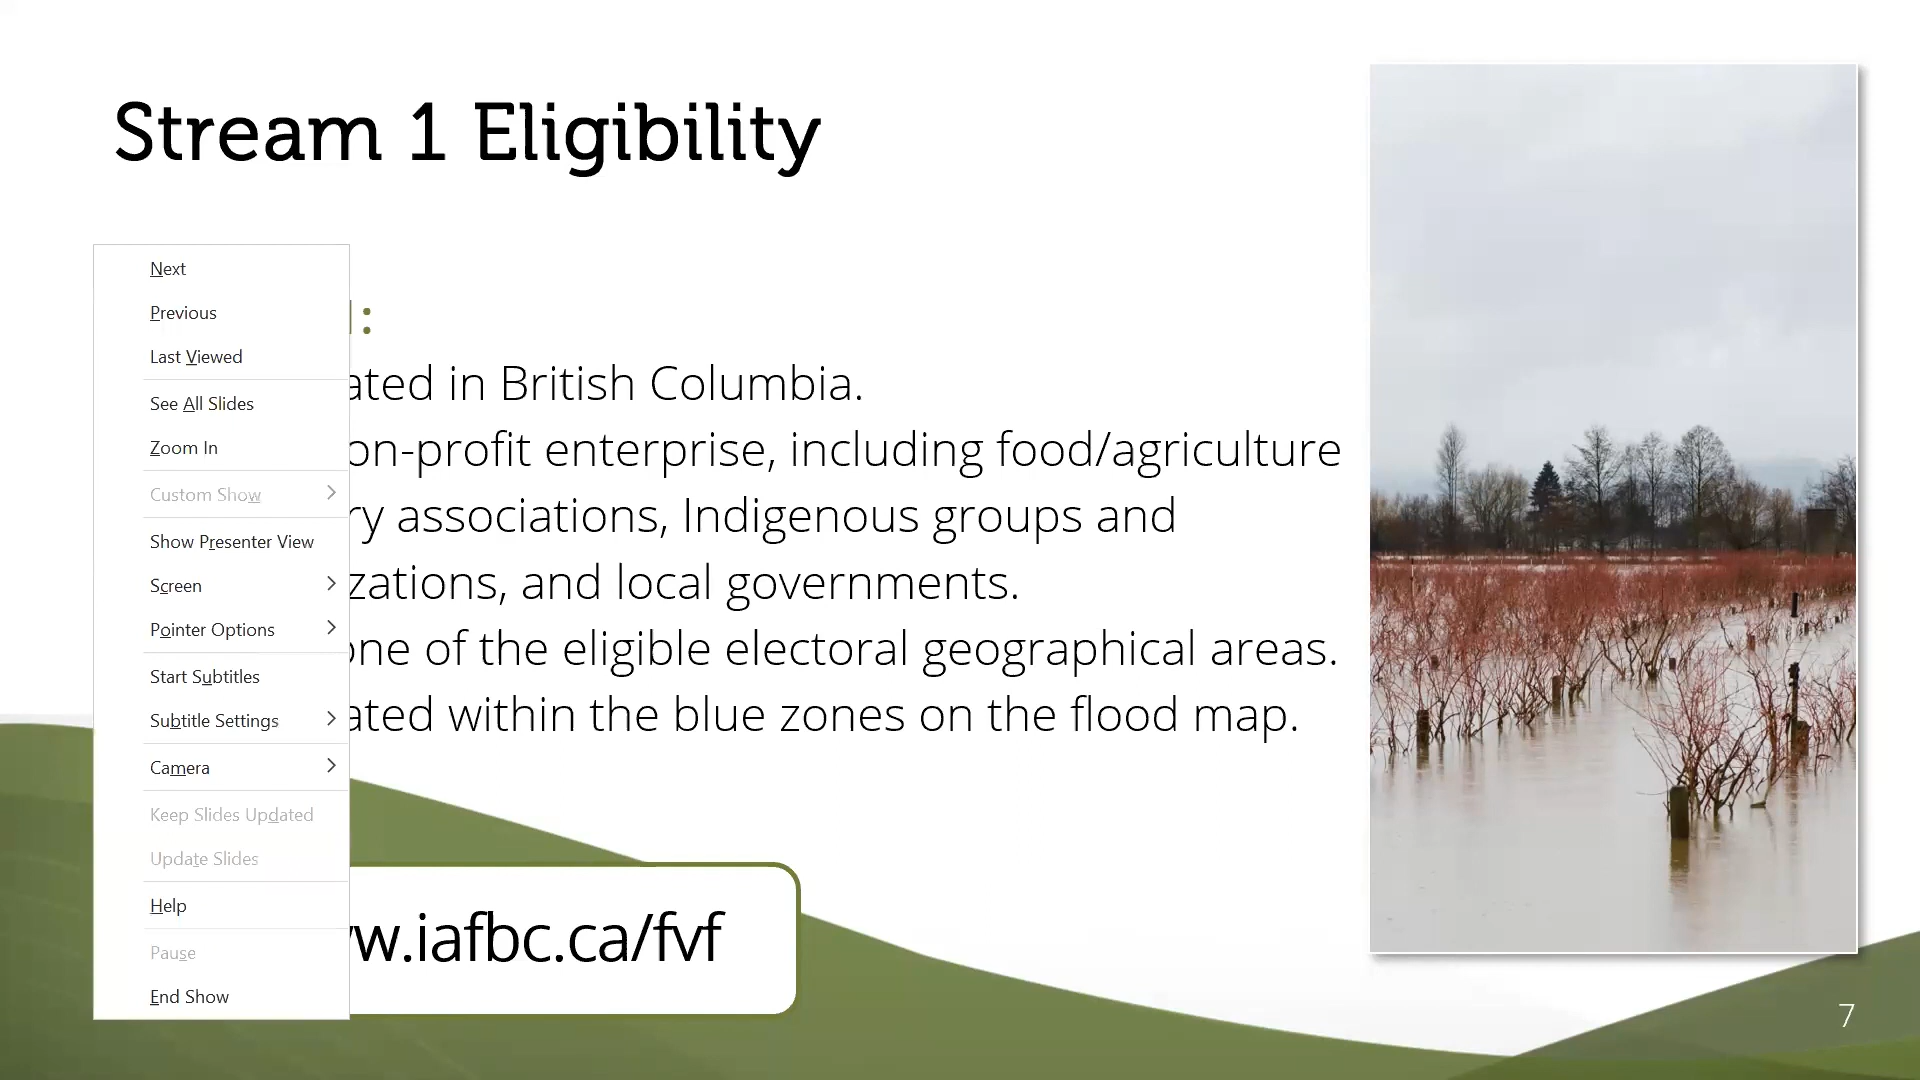 Stream 1 Eligibility
Next
Previous
Last Viewed
See All Slides
Zoom In
Custom Show
Show Presenter View
Screen
Pointer Options
Start Subtitles
Subtitle Settings
Camera
Keep Slides Updated
Update Slides
Help
Pause
End Show
:
ated in British Columbia.
on-profit enterprise, including food/agriculture
ry associations, Indigenous groups and
zations, and local governments.
one of the eligible electoral geographical areas.
ated within the blue zones on the flood map.
w.iafbc.ca/fvf
7